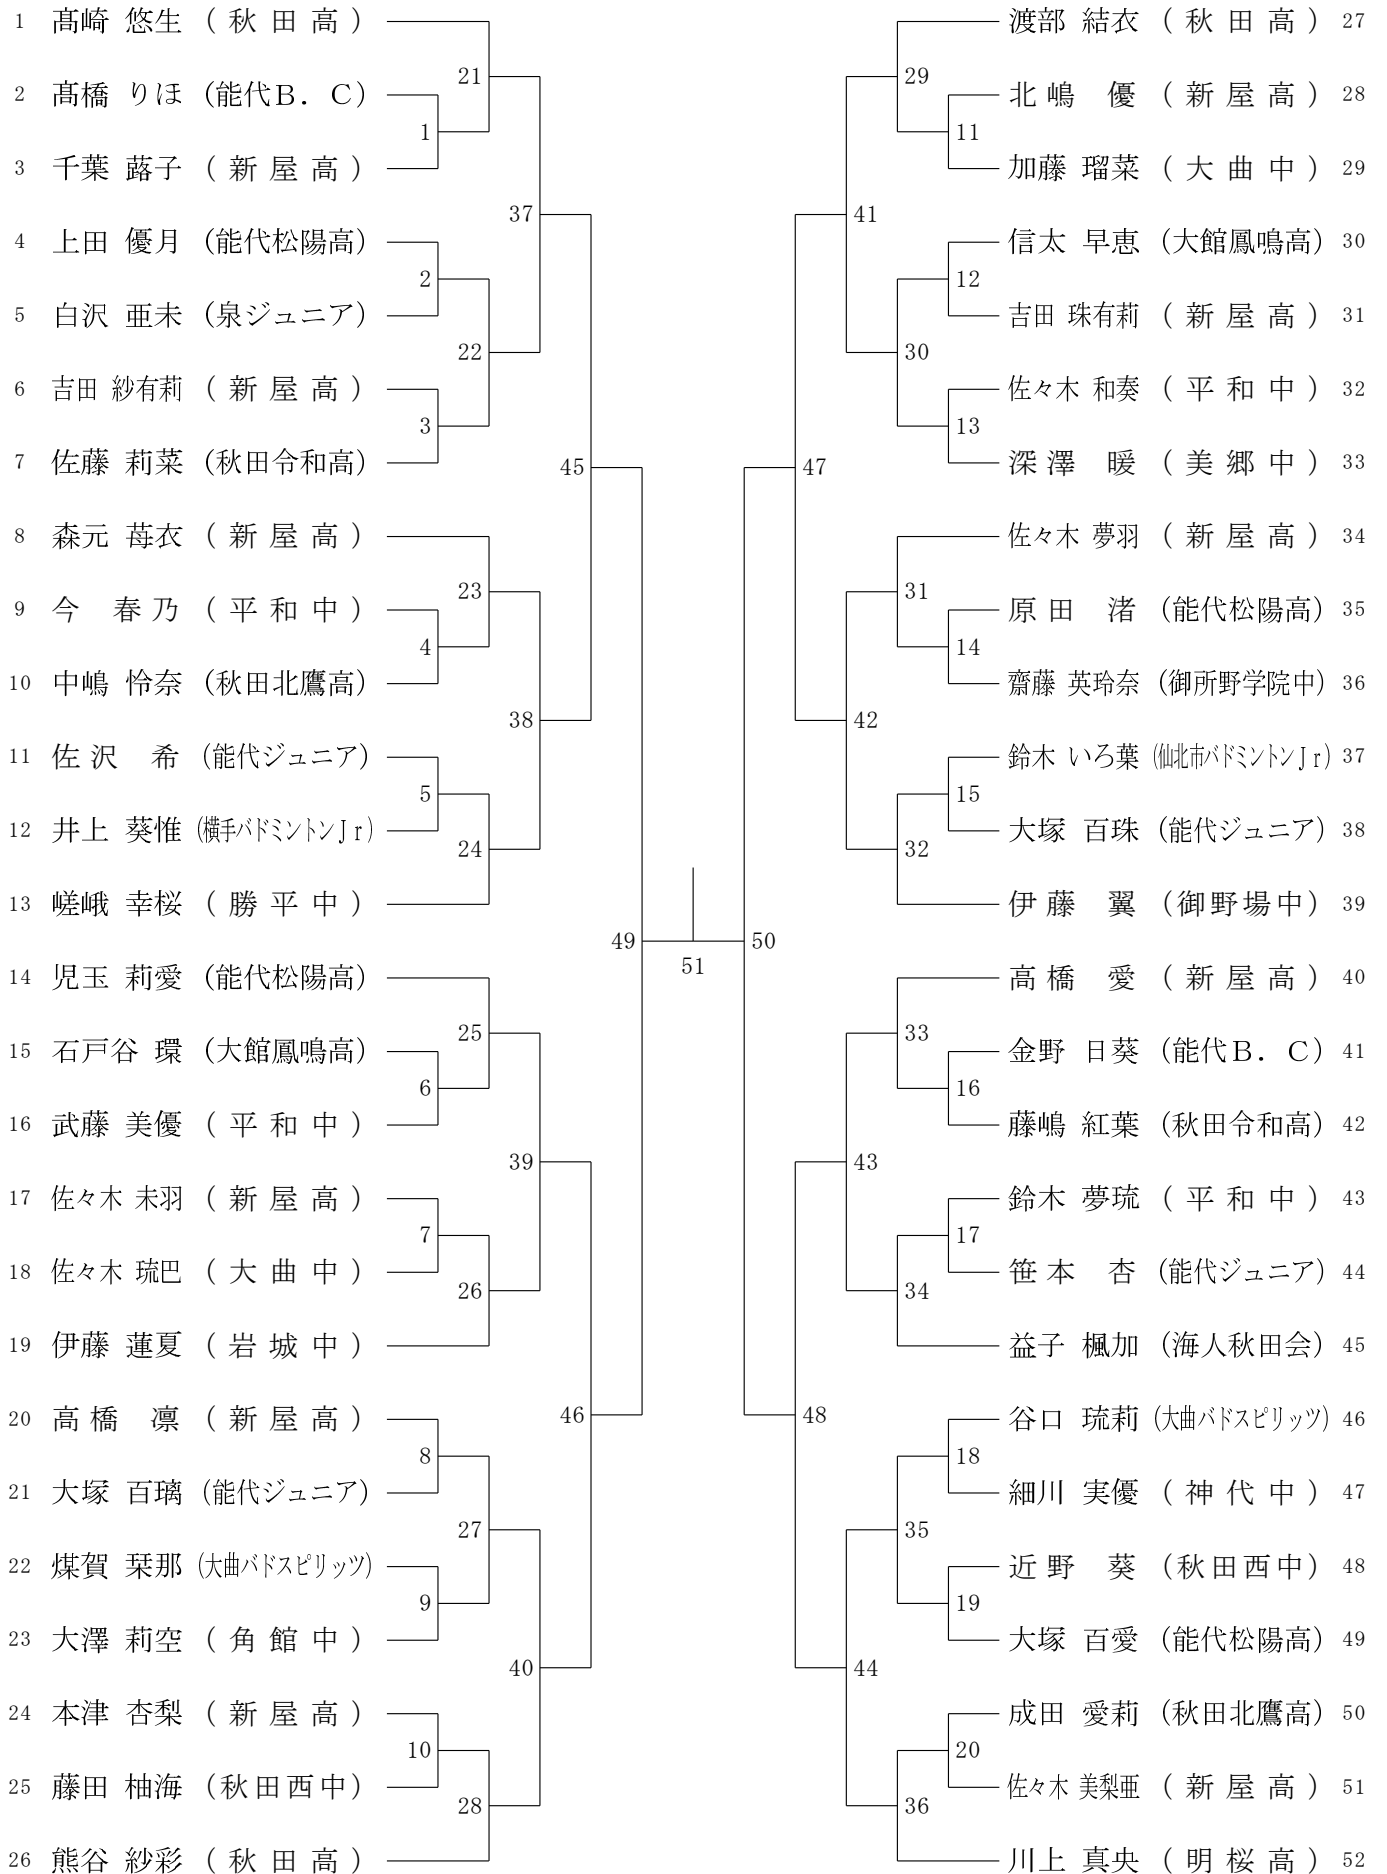 1 髙崎 悠生 （ 秋 田 高 ）
21
2 髙橋 りほ （能代Ｂ．Ｃ）
1
3 千葉 蕗子 （ 新 屋 高 ）
37
4 上田 優月 （能代松陽高）
2
5 白沢 亜未 （泉ジュニア）
22
6 吉田 紗有莉 （ 新 屋 高 ）
3
7 佐藤 莉菜 （秋田令和高）
45
8 森元 苺衣 （ 新 屋 高 ）
23
9 今　春乃 （ 平 和 中 ）
4
10 中嶋 怜奈 （秋田北鷹高）
38
11 佐沢　希 （能代ジュニア）
5
12 井上 葵惟 （横手バドミントンＪｒ）
24
13 嵯峨 幸桜 （ 勝 平 中 ）
49
14 児玉 莉愛 （能代松陽高）
25
15 石戸谷 環 （大館鳳鳴高）
6
16 武藤 美優 （ 平 和 中 ）
39
17 佐々木 未羽 （ 新 屋 高 ）
7
18 佐々木 琉巴 （ 大 曲 中 ）
26
19 伊藤 蓮夏 （ 岩 城 中 ）
46
20 高橋　凛 （ 新 屋 高 ）
8
21 大塚 百璃 （能代ジュニア）
27
22 煤賀 栞那 （大曲バドスピリッツ）
9
23 大澤 莉空 （ 角 館 中 ）
40
24 本津 杏梨 （ 新 屋 高 ）
10
25 藤田 柚海 （秋田西中）
28
26 熊谷 紗彩 （ 秋 田 高 ）
51
渡部 結衣 （ 秋 田 高 ） 27
29
北嶋　優 （ 新 屋 高 ） 28
11
加藤 瑠菜 （ 大 曲 中 ） 29
41
信太 早恵 （大館鳳鳴高） 30
12
吉田 珠有莉 （ 新 屋 高 ） 31
30
佐々木 和奏 （ 平 和 中 ） 32
13
深澤　暖 （ 美 郷 中 ） 33
47
佐々木 夢羽 （ 新 屋 高 ） 34
31
原田　渚 （能代松陽高） 35
14
齋藤 英玲奈 （御所野学院中） 36
42
鈴木 いろ葉 （仙北市バドミントンＪｒ） 37
15
大塚 百珠 （能代ジュニア） 38
32
伊藤　翼 （御野場中） 39
50
高橋　愛 （ 新 屋 高 ） 40
33
金野 日葵 （能代Ｂ．Ｃ） 41
16
藤嶋 紅葉 （秋田令和高） 42
43
鈴木 夢琉 （ 平 和 中 ） 43
17
笹本　杏 （能代ジュニア） 44
34
益子 楓加 （海人秋田会） 45
48
谷口 琉莉 （大曲バドスピリッツ） 46
18
細川 実優 （ 神 代 中 ） 47
35
近野　葵 （秋田西中） 48
19
大塚 百愛 （能代松陽高） 49
44
成田 愛莉 （秋田北鷹高） 50
20
佐々木 美梨亜 （ 新 屋 高 ） 51
36
川上 真央 （ 明 桜 高 ） 52